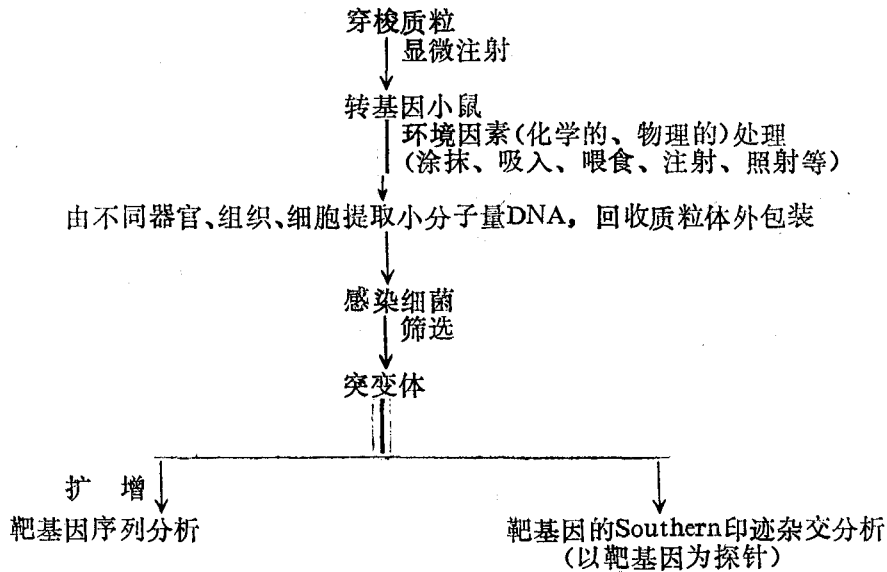 穿梭质粒
显微注射
转基因小鼠
环境因素(化学的、物理的)处理
(涂抹、吸入、喂食、注射、照射等)
由不同器官、组织、细胞提取小分子量DNA，回收质粒体外包装
感染细菌
筛选
突变体
扩 增
靶基因序列分析
靶基因的Southern印迹杂交分析
(以靶基因为探针)